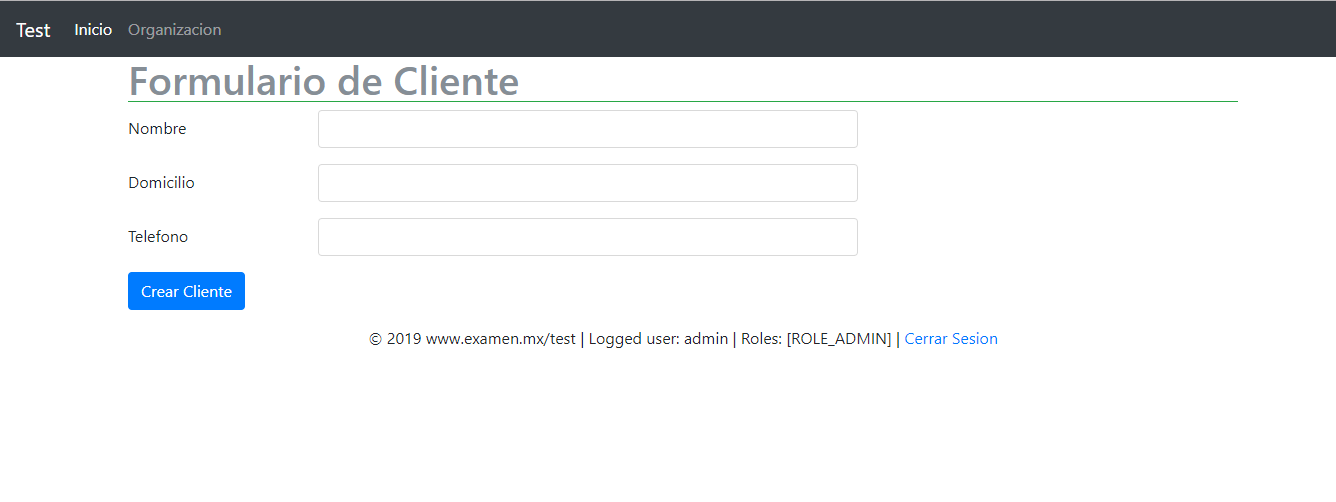 Test Inicio Organizacion
Formulario de Cliente
Nombre
Domicilio
Telefono
Crear Cliente
© 2019 www.examen.mx/test | Logged user: admin | Roles: [ROLE_ADMIN] | Cerrar Sesion